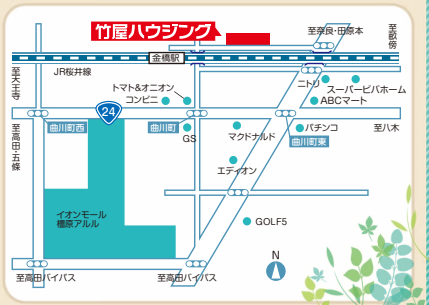 竹屋ハウジング
至奈良・田原本
至畝傍
金橋駅
JR桜井線
至天王寺
ニトリ
スーパービバホーム
トマト&オニオン
コンビニ
ABCマート
24
曲川町西
曲川町
GS
マクドナルド
パチンコ
至八木
曲川町東
至高田・五條
エディオン
イオンモール
橿原アルル
GOLF5
N
至高田バイパス
至高田バイパス